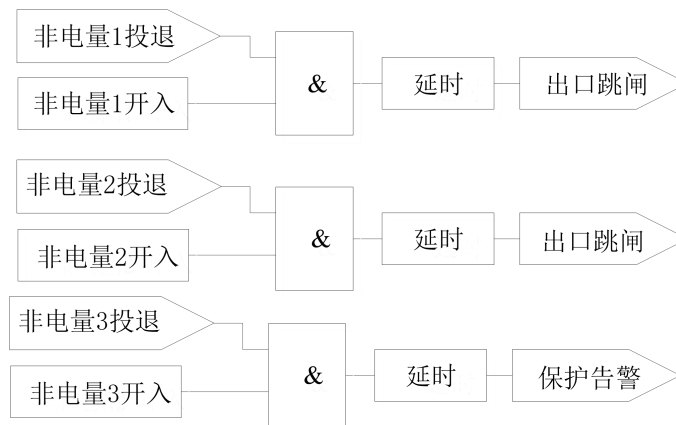 非电量1投退
非电量1开入
&
延时
出口跳闸
非电量2投退
非电量2开入
&
延时
出口跳闸
非电量3投退
非电量3开入
&
延时
保护告警